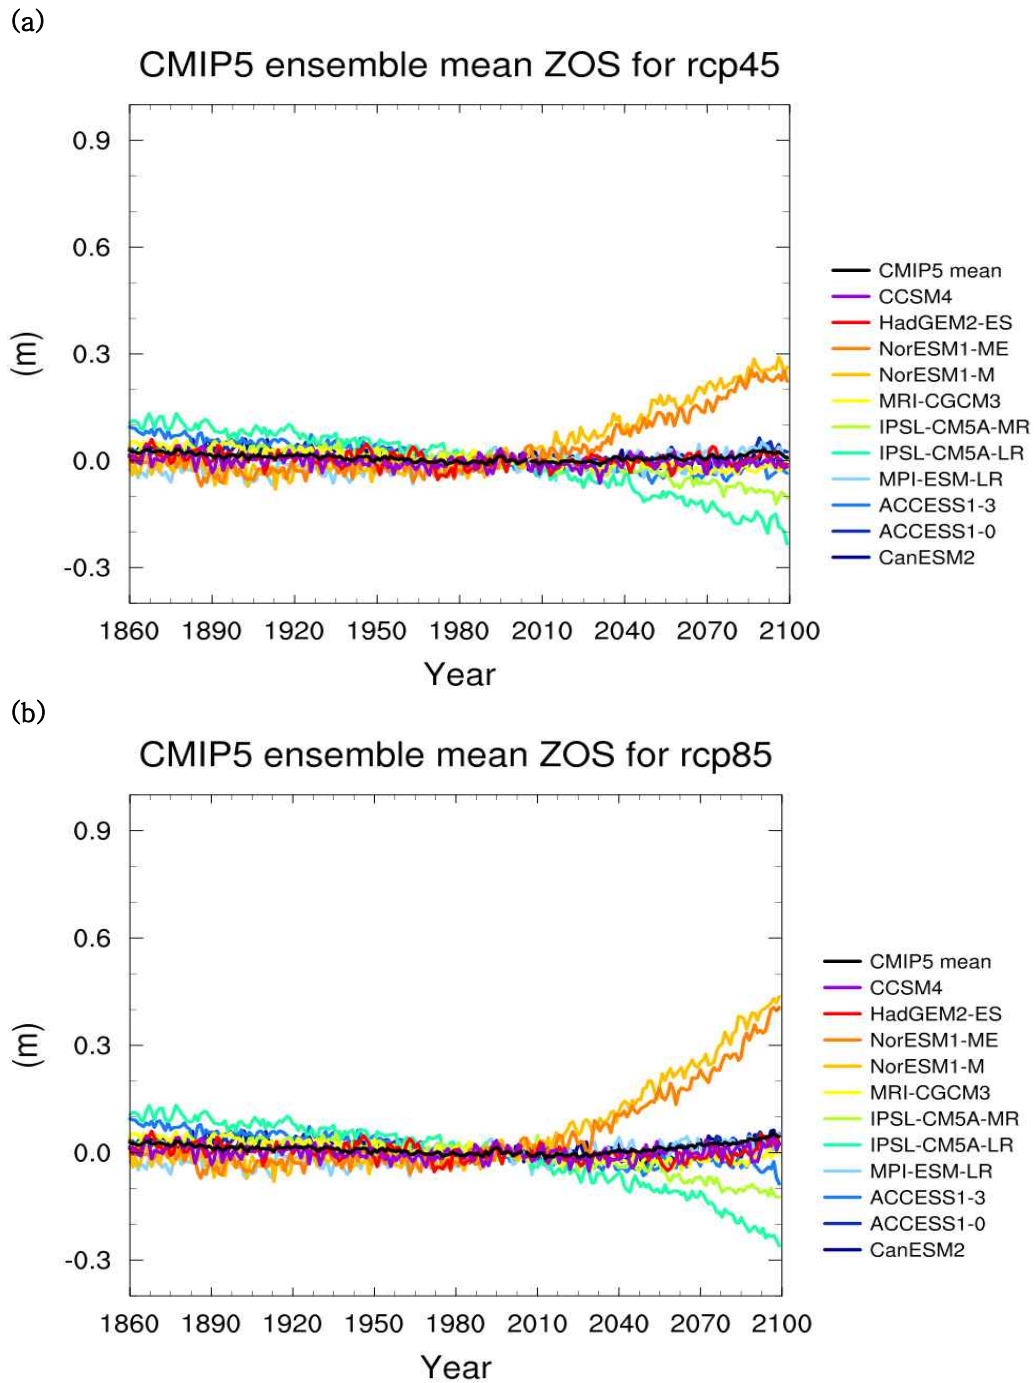 (a)
CMIP5 ensemble mean ZOS for rcp45
0.9
0.6
0.3
0.0
-0.3
(m)
1860 1890 1920 1950 1980 2010 2040 2070 2100
Year
CMIP5 mean
CCSM4
HadGEM2-ES
NorESM1-ME
NorESM1-M
MRI-CGCM3
IPSL-CM5A-MR
IPSL-CM5A-LR
MPI-ESM-LR
ACCESS1-3
ACCESS1-0
CanESM2
(b)
CMIP5 ensemble mean ZOS for rcp85
0.9
0.6
0.3
0.0
-0.3
(m)
1860 1890 1920 1950 1980 2010 2040 2070 2100
Year
CMIP5 mean
CCSM4
HadGEM2-ES
NorESM1-ME
NorESM1-M
MRI-CGCM3
IPSL-CM5A-MR
IPSL-CM5A-LR
MPI-ESM-LR
ACCESS1-3
ACCESS1-0
CanESM2